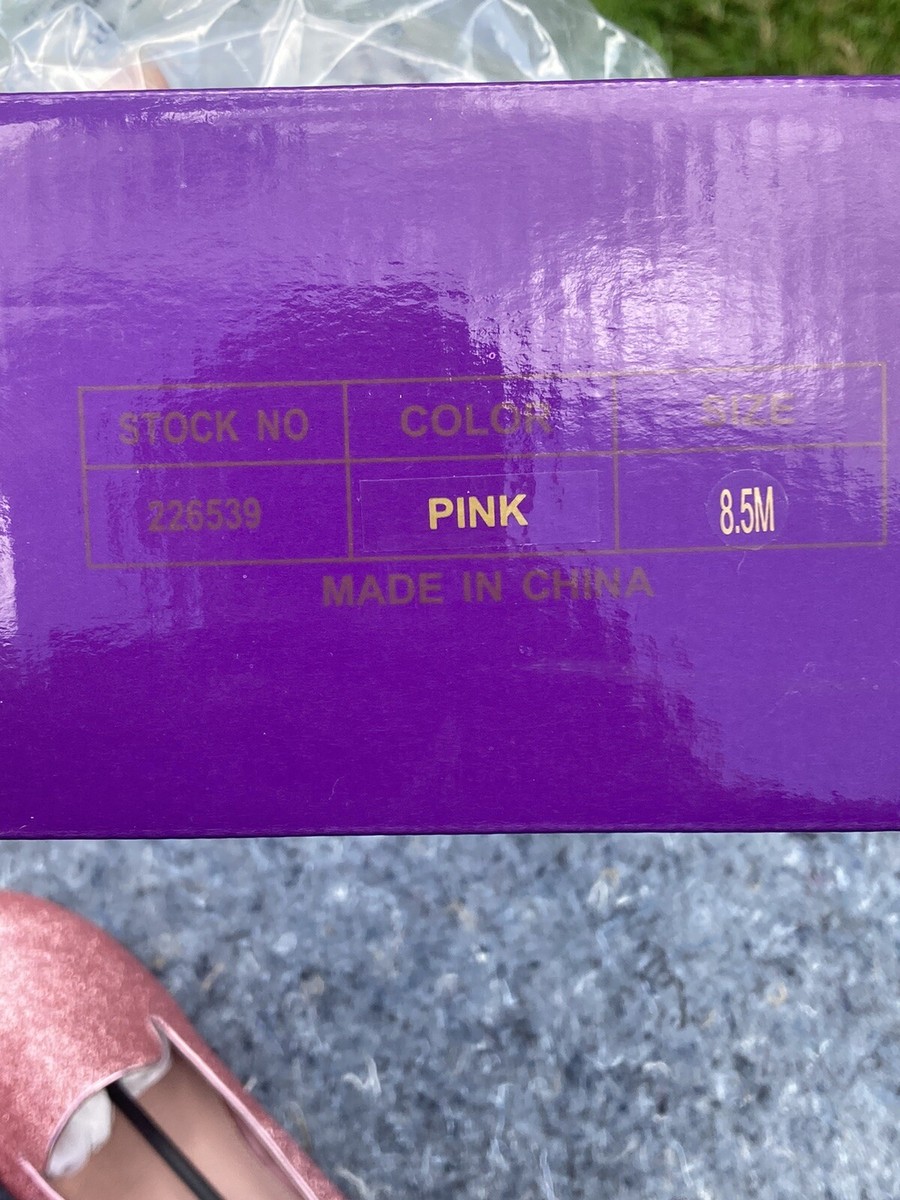 STOCK NO COLOR SIZE
226539 PINK 8.5M
MADE IN CHINA